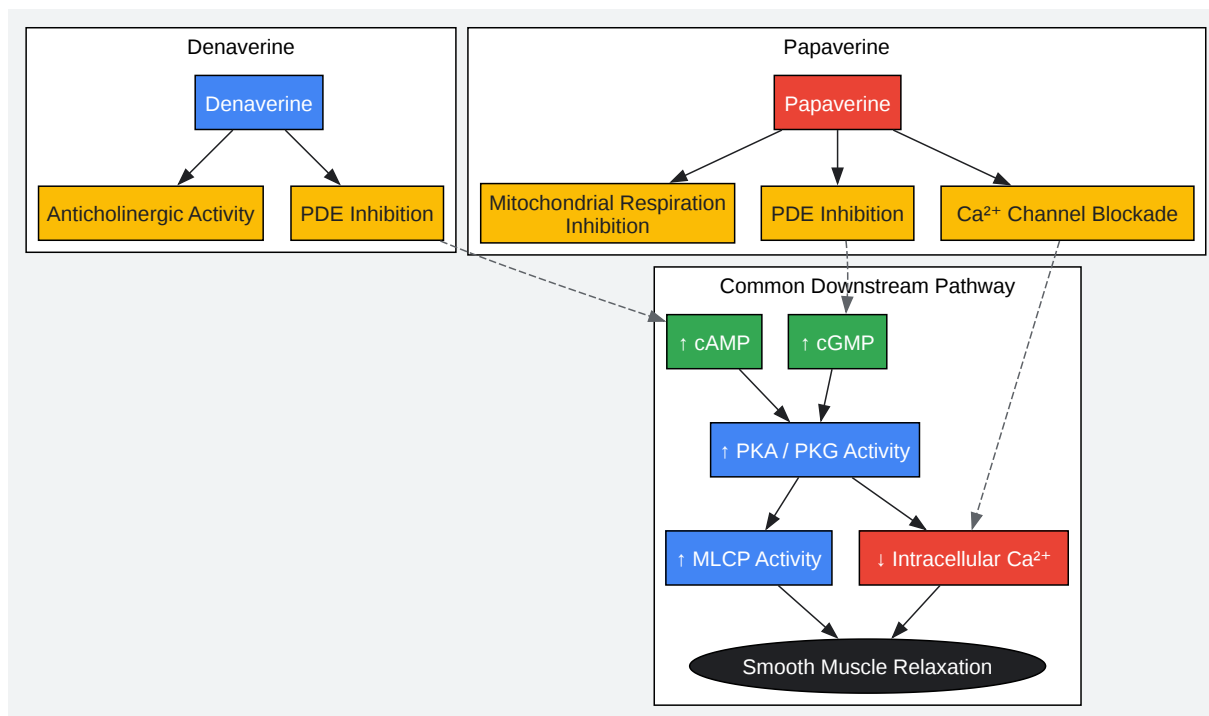 Denaverine
Denaverine
Anticholinergic Activity
PDE Inhibition
Papaverine
Papaverine
Mitochondrial Respiration
Inhibition
PDE Inhibition
Ca²⁺ Channel Blockade
Common Downstream Pathway
↑ cAMP
↑ cGMP
↑ PKA / PKG Activity
↑ MLCP Activity
↓ Intracellular Ca²⁺
Smooth Muscle Relaxation